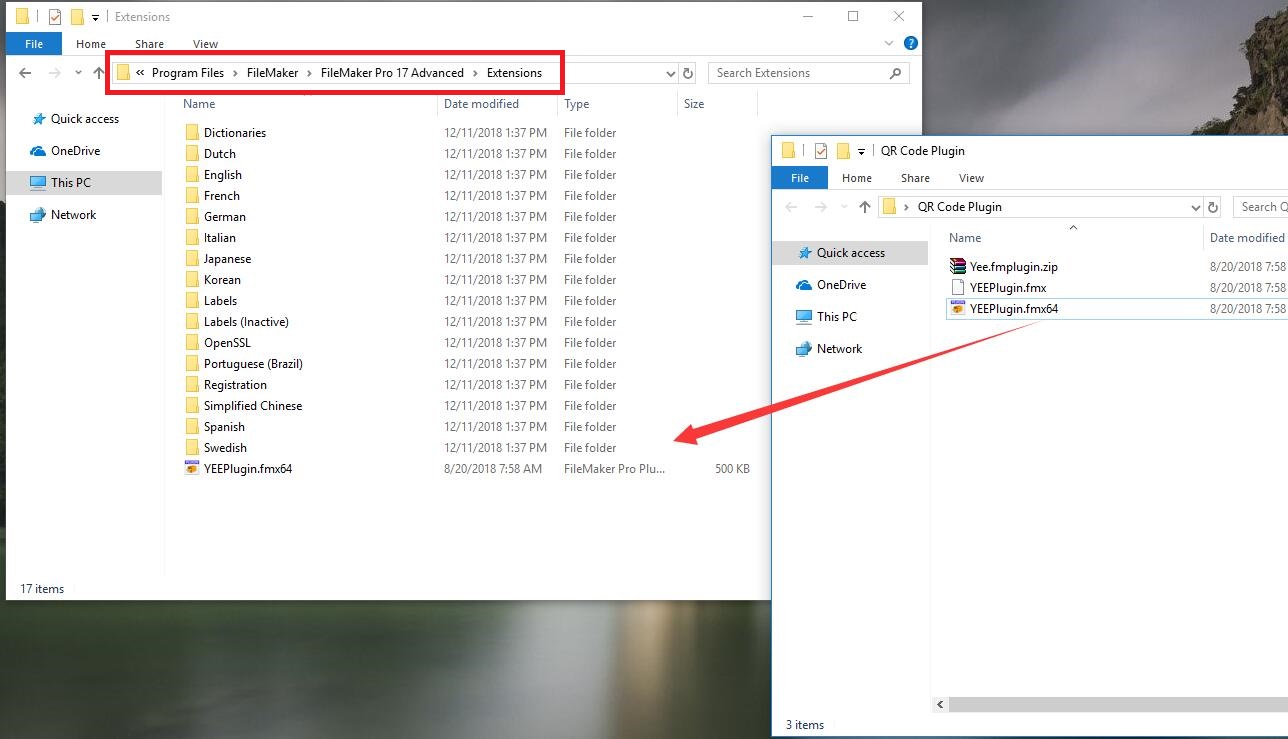 Extensions
File Home Share View
« Program Files > FileMaker > FileMaker Pro 17 Advanced > Extensions
Search Extensions
Quick access
OneDrive
This PC
Network
Name Date modified Type Size
Dictionaries 12/11/2018 1:37 PM File folder
Dutch 12/11/2018 1:37 PM File folder
English 12/11/2018 1:37 PM File folder
French 12/11/2018 1:37 PM File folder
German 12/11/2018 1:37 PM File folder
Italian 12/11/2018 1:37 PM File folder
Japanese 12/11/2018 1:37 PM File folder
Korean 12/11/2018 1:37 PM File folder
Labels 12/11/2018 1:37 PM File folder
Labels (Inactive) 12/11/2018 1:37 PM File folder
OpenSSL 12/11/2018 1:37 PM File folder
Portuguese (Brazil) 12/11/2018 1:37 PM File folder
Registration 12/11/2018 1:37 PM File folder
Simplified Chinese 12/11/2018 1:37 PM File folder
Spanish 12/11/2018 1:37 PM File folder
Swedish 12/11/2018 1:37 PM File folder
YEEPlugin.fmx64 8/20/2018 7:58 AM FileMaker Pro Plu... 500 KB
17 items
QR Code Plugin
File Home Share View
> QR Code Plugin
Search Q
Quick access
OneDrive
This PC
Network
Name Date modified
Yee.fmplugin.zip 8/20/2018 7:58
YEEPlugin.fmx 8/20/2018 7:58
YEEPlugin.fmx64 8/20/2018 7:58
3 items